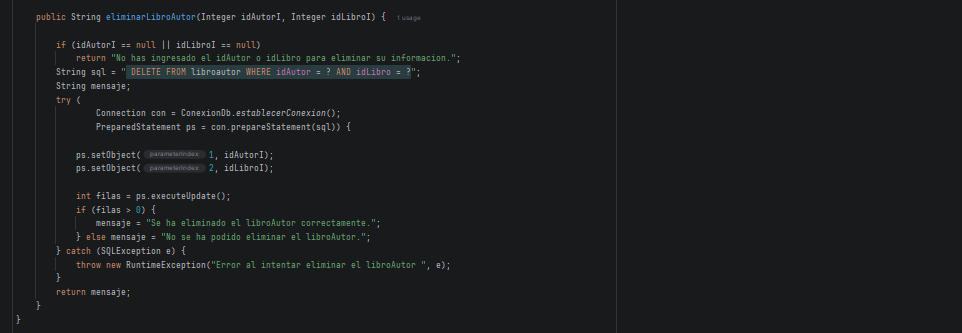 public String eliminarLibroAutor(Integer idAutorI, Integer idLibroI) { 1 usage
if (idAutorI == null || idLibroI == null)
return "No has ingresado el idAutor o idLibro para eliminar su informacion.";
String sql = " DELETE FROM libroautor WHERE idAutor = ? AND idLibro = ?";
String mensaje;
try (
Connection con = ConexionDb.establecerConexion();
PreparedStatement ps = con.prepareStatement(sql)) {
ps.setObject( parameterIndex: 1, idAutorI);
ps.setObject( parameterIndex: 2, idLibroI);
int filas = ps.executeUpdate();
if (filas > 0) {
mensaje = "Se ha eliminado el libroAutor correctamente.";
} else mensaje = "No se ha podido eliminar el libroAutor.";
} catch (SQLException e) {
throw new RuntimeException("Error al intentar eliminar el libroAutor ", e);
}
return mensaje;
}
}